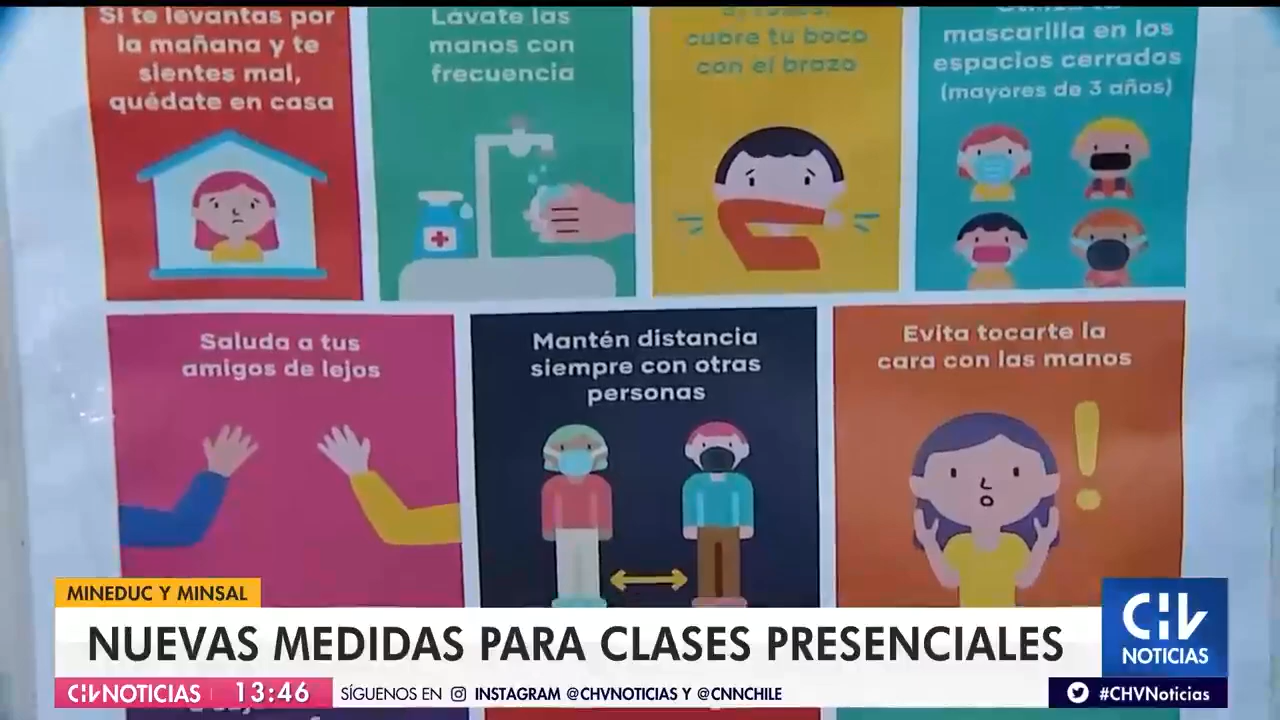 Si te levantas por
la mañana y te
sientes mal,
quédate en casa
Lávate las
manos con
frecuencia
cubre tu boca
con el brazo
mascarilla en los
espacios cerrados
(mayores de 3 años)
Saluda a tus
amigos de lejos
Mantén distancia
siempre con otras
personas
Evita tocarte la
cara con las manos
MINEDUC Y MINSAL
NUEVAS MEDIDAS PARA CLASES PRESENCIALES
CHV NOTICIAS
CHV NOTICIAS 13:46 SÍGUENOS EN INSTAGRAM @CHVNOTICIAS Y @CNNCHILE #CHVNoticias